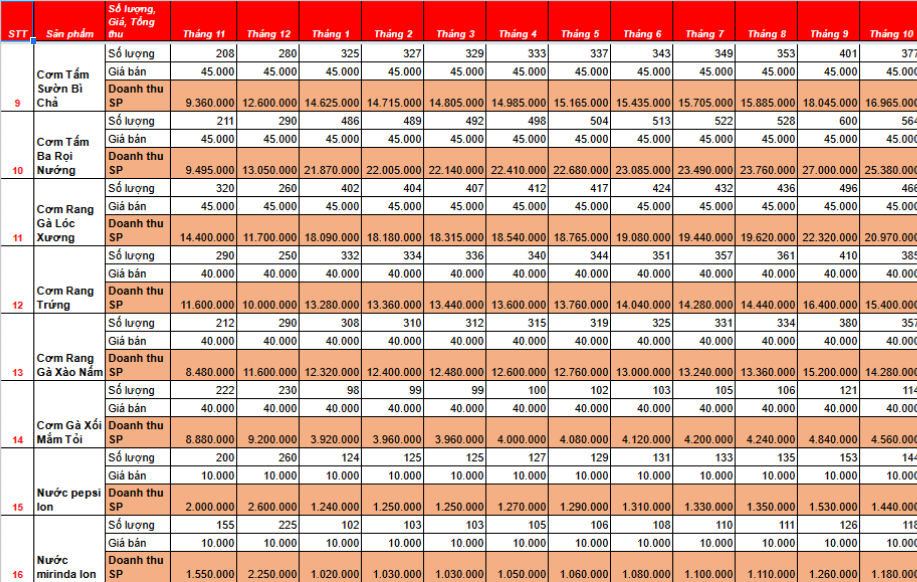 STT Sản phẩm Số lượng, Giá, Tổng thu Tháng 11 Tháng 12 Tháng 1 Tháng 2 Tháng 3 Tháng 4 Tháng 5 Tháng 6 Tháng 7 Tháng 8 Tháng 9 Tháng 10
9 Cơm Tấm Sườn Bì Chả
Số lượng 208 280 325 327 329 333 337 343 349 353 401 377
Giá bán 45.000 45.000 45.000 45.000 45.000 45.000 45.000 45.000 45.000 45.000 45.000 45.000
Doanh thu SP 9.360.000 12.600.000 14.625.000 14.715.000 14.805.000 14.985.000 15.165.000 15.435.000 15.705.000 15.885.000 18.045.000 16.965.000
10 Cơm Tấm Ba Rọi Nướng
Số lượng 211 290 486 489 492 498 504 513 522 528 600 564
Giá bán 45.000 45.000 45.000 45.000 45.000 45.000 45.000 45.000 45.000 45.000 45.000 45.000
Doanh thu SP 9.495.000 13.050.000 21.870.000 22.005.000 22.140.000 22.410.000 22.680.000 23.085.000 23.490.000 23.760.000 27.000.000 25.380.000
11 Cơm Rang Gà Lóc Xương
Số lượng 320 260 402 404 407 412 417 424 432 436 496 466
Giá bán 45.000 45.000 45.000 45.000 45.000 45.000 45.000 45.000 45.000 45.000 45.000 45.000
Doanh thu SP 14.400.000 11.700.000 18.090.000 18.180.000 18.315.000 18.540.000 18.765.000 19.080.000 19.440.000 19.620.000 22.320.000 20.970.000
12 Cơm Rang Trứng
Số lượng 290 250 332 334 336 340 344 351 357 361 410 385
Giá bán 40.000 40.000 40.000 40.000 40.000 40.000 40.000 40.000 40.000 40.000 40.000 40.000
Doanh thu SP 11.600.000 10.000.000 13.280.000 13.360.000 13.440.000 13.600.000 13.760.000 14.040.000 14.280.000 14.440.000 16.400.000 15.400.000
13 Cơm Rang Gà Xào Nấm
Số lượng 212 290 308 310 312 315 319 325 331 334 380 357
Giá bán 40.000 40.000 40.000 40.000 40.000 40.000 40.000 40.000 40.000 40.000 40.000 40.000
Doanh thu SP 8.480.000 11.600.000 12.320.000 12.400.000 12.480.000 12.600.000 12.760.000 13.000.000 13.240.000 13.360.000 15.200.000 14.280.000
14 Cơm Gà Xối Mắm Tỏi
Số lượng 222 230 98 99 99 100 102 103 105 106 121 114
Giá bán 40.000 40.000 40.000 40.000 40.000 40.000 40.000 40.000 40.000 40.000 40.000 40.000
Doanh thu SP 8.880.000 9.200.000 3.920.000 3.960.000 3.960.000 4.000.000 4.080.000 4.120.000 4.200.000 4.240.000 4.840.000 4.560.000
15 Nước pepsi lon
Số lượng 200 260 124 125 125 127 129 131 133 135 153 144
Giá bán 10.000 10.000 10.000 10.000 10.000 10.000 10.000 10.000 10.000 10.000 10.000 10.000
Doanh thu SP 2.000.000 2.600.000 1.240.000 1.250.000 1.250.000 1.270.000 1.290.000 1.310.000 1.330.000 1.350.000 1.530.000 1.440.000
16 Nước mirinda lon
Số lượng 155 225 102 103 103 105 106 108 110 111 126 118
Giá bán 10.000 10.000 10.000 10.000 10.000 10.000 10.000 10.000 10.000 10.000 10.000 10.000
Doanh thu SP 1.550.000 2.250.000 1.020.000 1.030.000 1.030.000 1.050.000 1.060.000 1.080.000 1.100.000 1.110.000 1.260.000 1.180.000